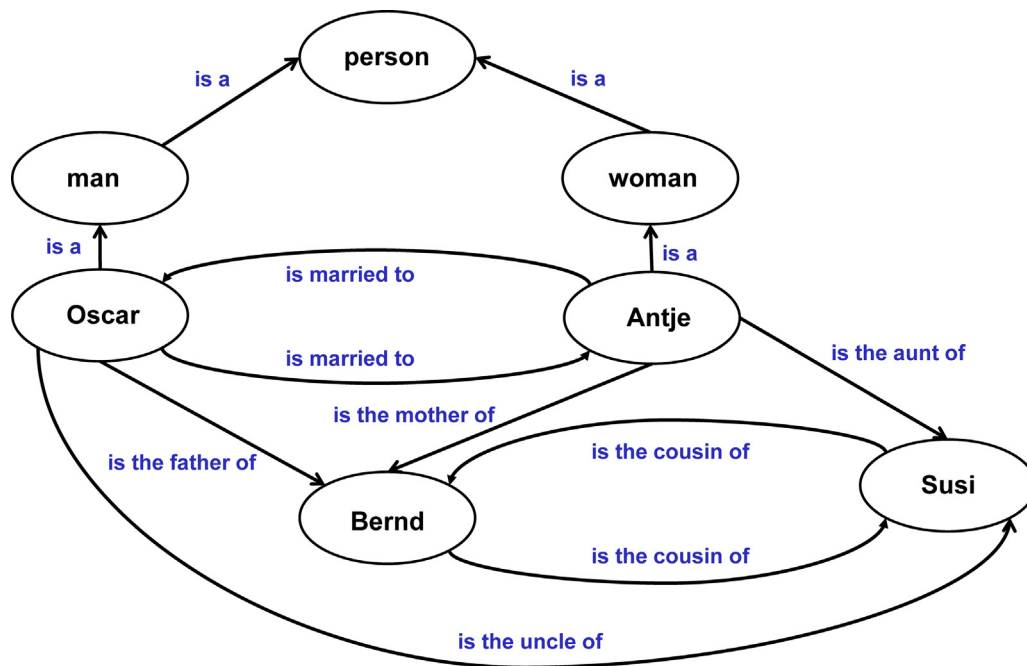 person
is a
is a
man
woman
is a
is a
is married to
Oscar
Antje
is married to
is the aunt of
is the mother of
is the father of
is the cousin of
Susi
Bernd
is the cousin of
is the uncle of